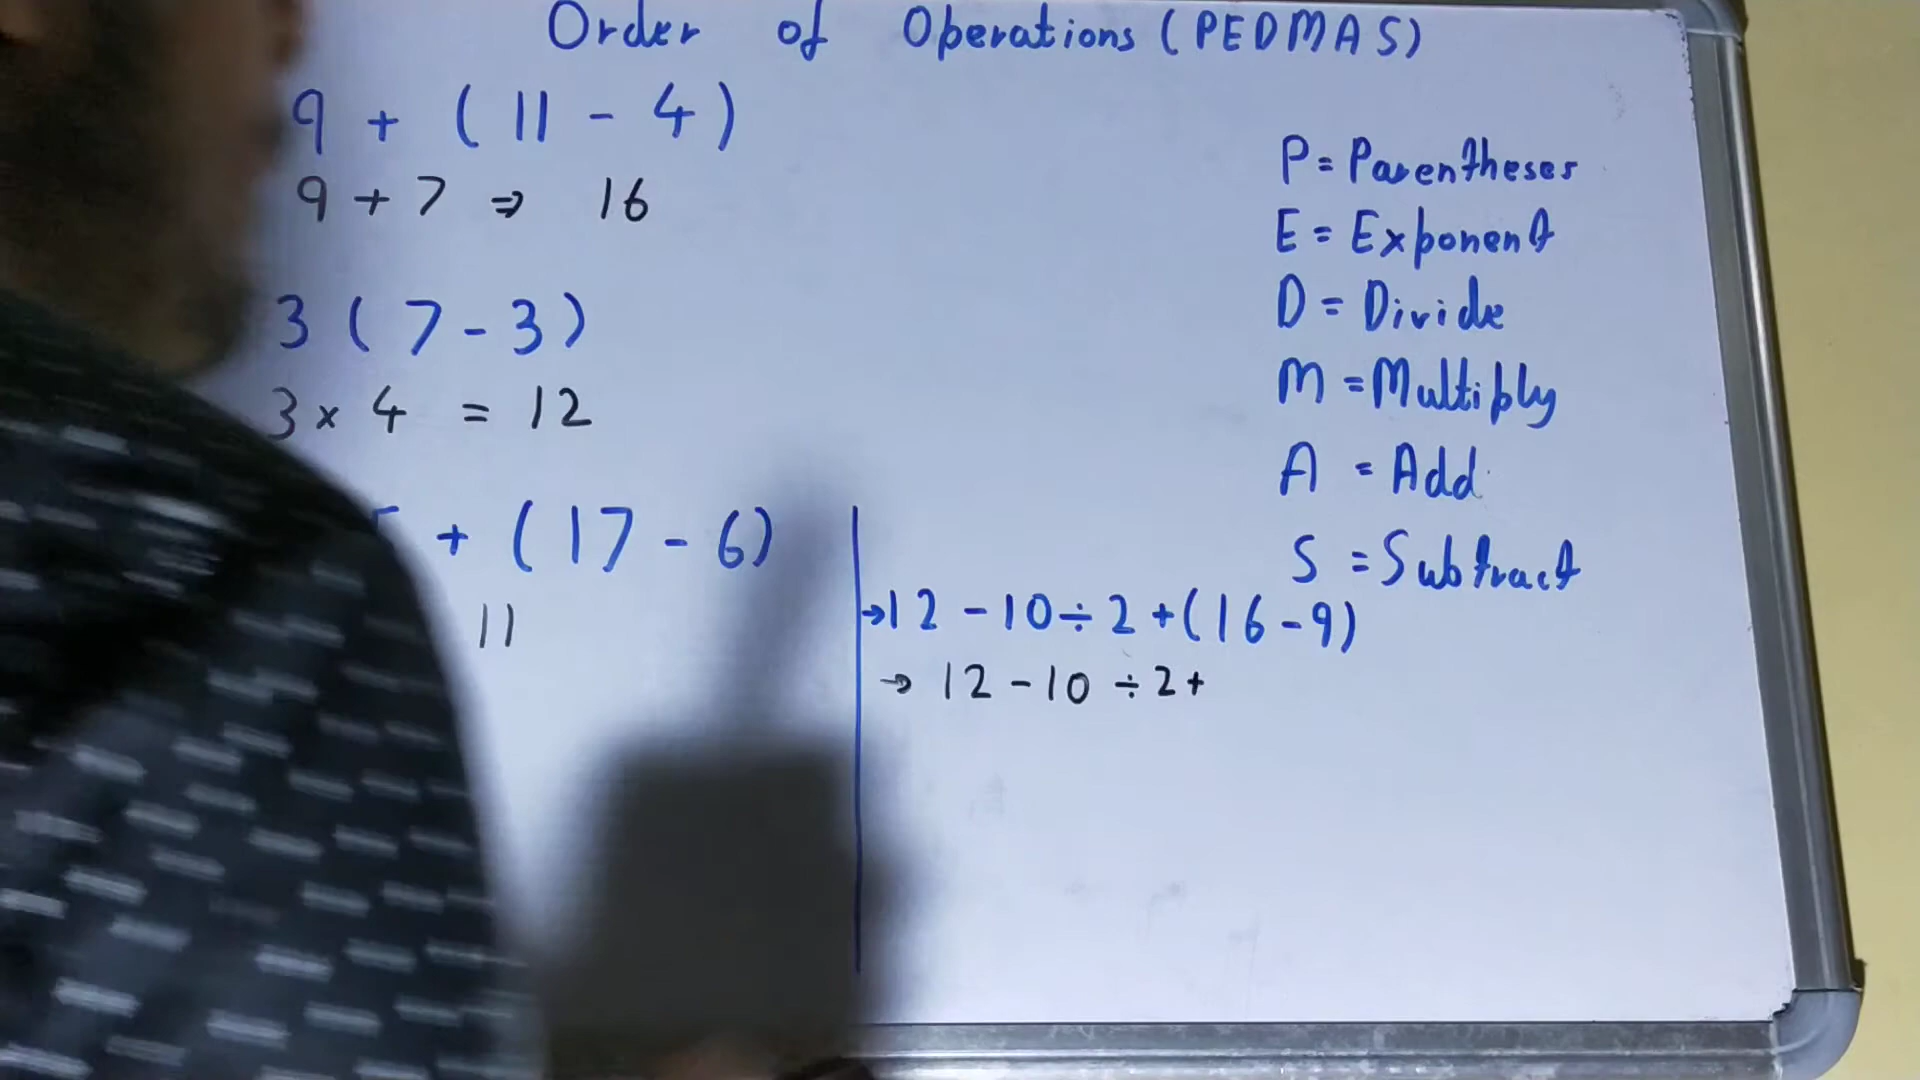 Order of Operations (PEDMAS)
9 + (11 - 4)
9 + 7 ⇒ 16
3 (7 - 3)
3 x 4 = 12
+ (17 - 6)
11
P = Parentheses
E = Exponent
D = Divide
M = Multiply
A = Add
S = Subtract
→ 12 - 10 ÷ 2 + (16 - 9)
→ 12 - 10 ÷ 2 +